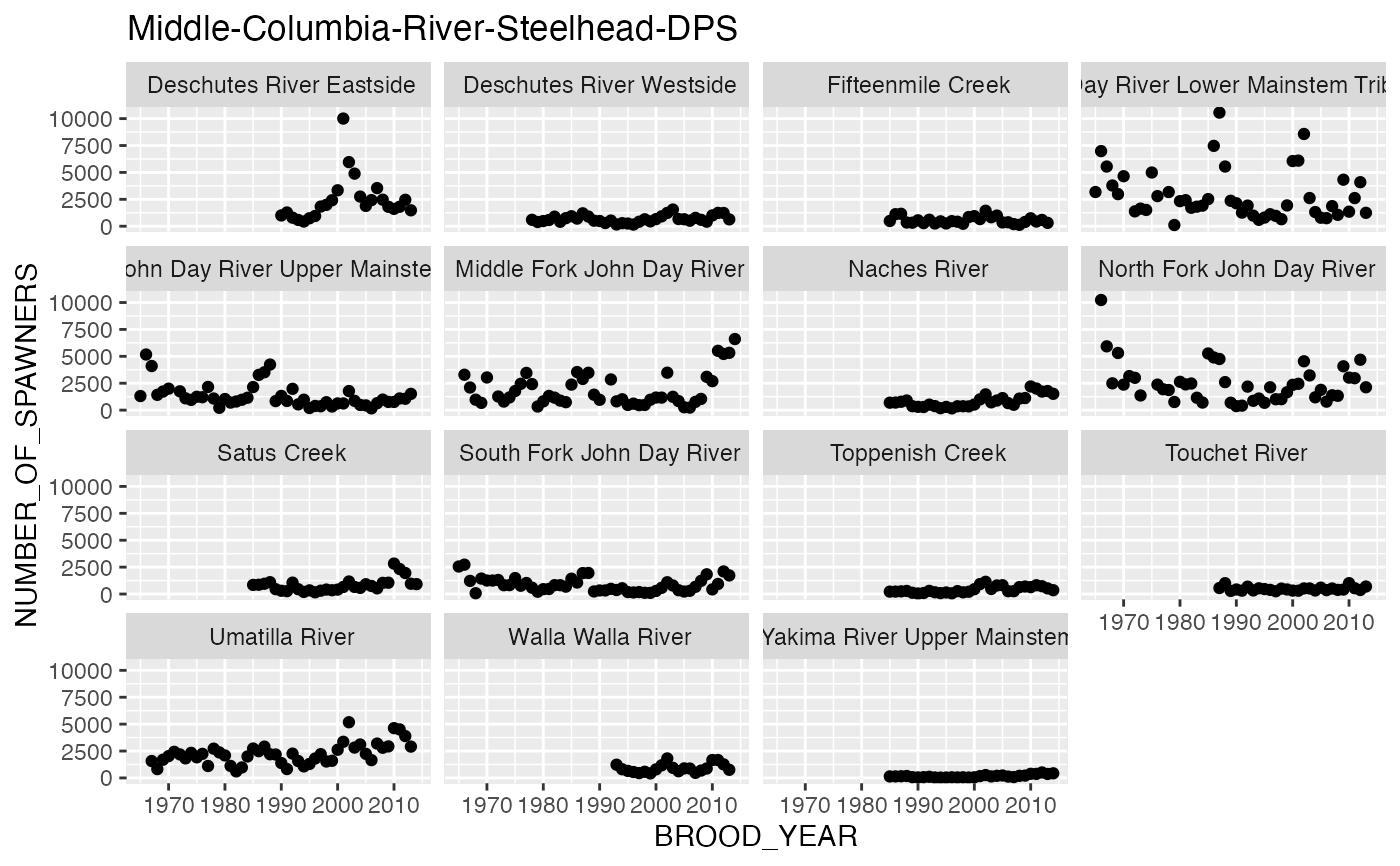 Middle-Columbia-River-Steelhead-DPS
Deschutes River Eastside
Deschutes River Westside
Fifteenmile Creek
Day River Lower Mainstem Trib
10000
7500
5000
2500
0
ohn Day River Upper Mainste
Middle Fork John Day River
Naches River
North Fork John Day River
10000
7500
5000
2500
0
Satus Creek
South Fork John Day River
Toppenish Creek
Touchet River
10000
7500
5000
2500
0
1970 1980 1990 2000 2010
Umatilla River
Walla Walla River
Yakima River Upper Mainstem
10000
7500
5000
2500
0
1970 1980 1990 2000 2010
1970 1980 1990 2000 2010
1970 1980 1990 2000 2010
BROOD_YEAR
NUMBER_OF_SPAWNERS